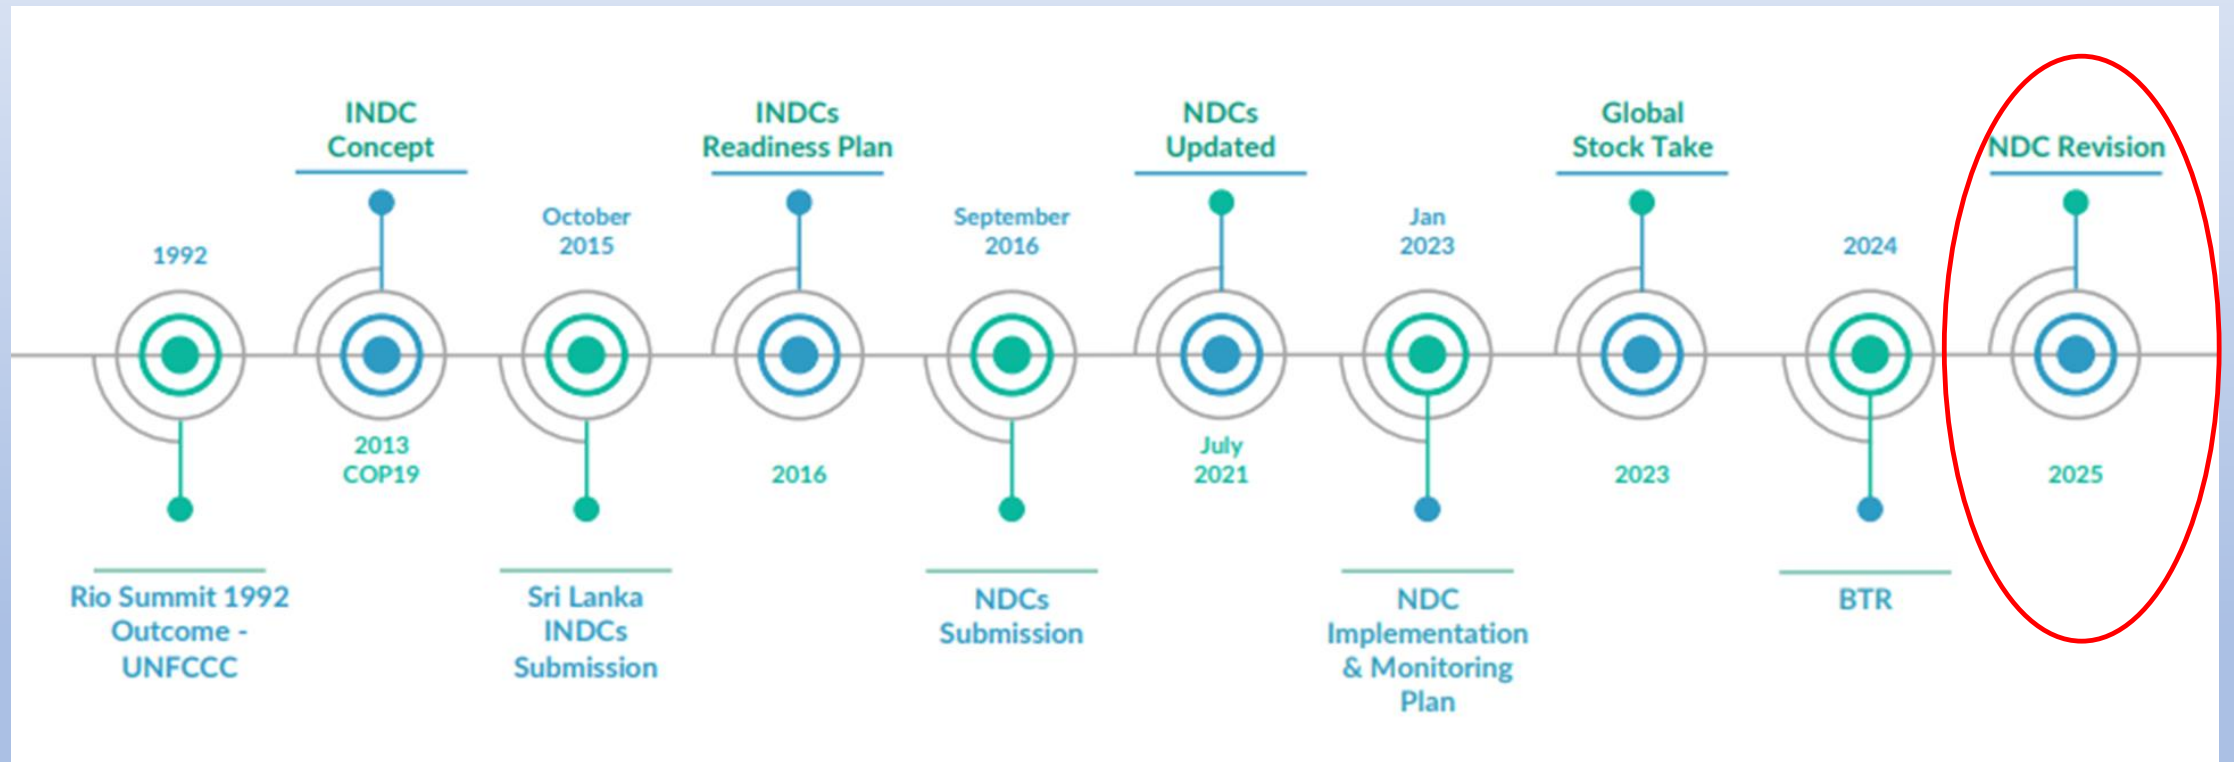 1992
Rio Summit 1992
Outcome -
UNFCCC
INDC
Concept
2013
COP19
October
2015
Sri Lanka
INDCs
Submission
INDCs
Readiness Plan
2016
September
2016
NDCs
Submission
NDCs
Updated
July
2021
Jan
2023
NDC
Implementation
& Monitoring
Plan
Global
Stock Take
2023
2024
BTR
NDC Revision
2025